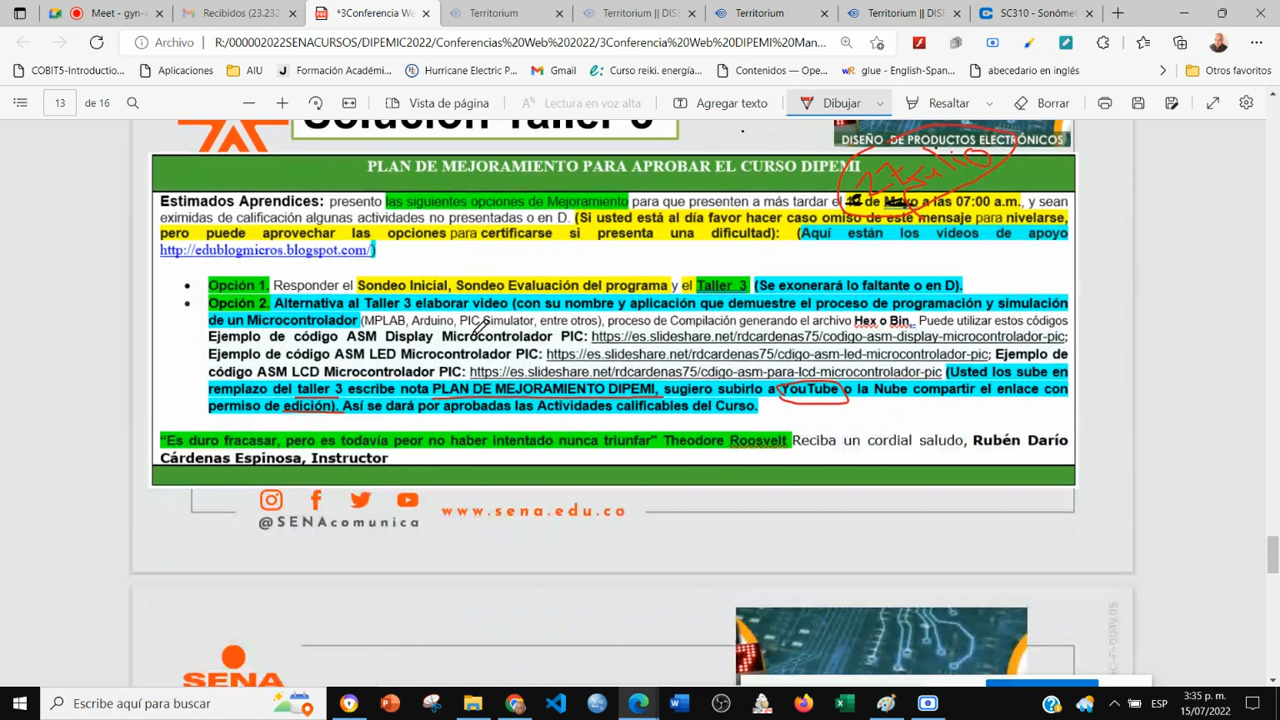 Meet - gyn-x
Recibidos (23.232
*3Conferencia We
Territorium
Territorium || DISE
Territorium
Territorium || DISE
SC310 - Sonómet
Archivo
R:/000002022SENACURSOS/DIPEMIC2022/Conferencias%20Web%202022/3Conferencia%20Web%20DIPEMI%20Man...
COBIT5-Introductio...
Aplicaciones
AIU
Formación Académi...
Hurricane Electric P...
Gmail
Curso reiki. energía...
Contenidos — Ope...
glue - English-Span...
abecedario en inglés
Otros favoritos
13 de 16
Vista de página
Lectura en voz alta
Agregar texto
Dibujar
Resaltar
Borrar
Solución Taller 3
DISEÑO DE PRODUCTOS ELECTRÓNICOS
27 Julio
PLAN DE MEJORAMIENTO PARA APROBAR EL CURSO DIPEMI
Estimados Aprendices: presento las siguientes opciones de Mejoramiento para que presenten a más tardar el de Mayo a las 07:00 a.m., y sean
eximidas de calificación algunas actividades no presentadas o en D. (Si usted está al día favor hacer caso omiso de este mensaje para nivelarse,
pero puede aprovechar las opciones para certificarse si presenta una dificultad): (Aquí están los videos de apoyo
http://edublogmicros.blogspot.com/)
• Opción 1. Responder el Sondeo Inicial, Sondeo Evaluación del programa y el Taller 3 (Se exonerará lo faltante o en D).
• Opción 2. Alternativa al Taller 3 elaborar video (con su nombre y aplicación que demuestre el proceso de programación y simulación
de un Microcontrolador (MPLAB, Arduino, PIC Simulator, entre otros), proceso de Compilación generando el archivo Hex o Bin. Puede utilizar estos códigos
Ejemplo de código ASM Display Microcontrolador PIC: https://es.slideshare.net/rdcardenas75/codigo-asm-display-microcontrolador-pic;
Ejemplo de código ASM LED Microcontrolador PIC: https://es.slideshare.net/rdcardenas75/cdigo-asm-led-microcontrolador-pic; Ejemplo de
código ASM LCD Microcontrolador PIC: https://es.slideshare.net/rdcardenas75/cdigo-asm-para-lcd-microcontrolador-pic (Usted los sube en
remplazo del taller 3 escribe nota PLAN DE MEJORAMIENTO DIPEMI, sugiero subirlo a YouTube o la Nube compartir el enlace con
permiso de edición). Así se dará por aprobadas las Actividades calificables del Curso.
“Es duro fracasar, pero es todavía peor no haber intentado nunca triunfar” Theodore Roosvelt Reciba un cordial saludo, Rubén Darío
Cárdenas Espinosa, Instructor
@SENAcomunica
www.sena.edu.co
SENA
Escribe aquí para buscar
ESP
3:35 p. m.
15/07/2022